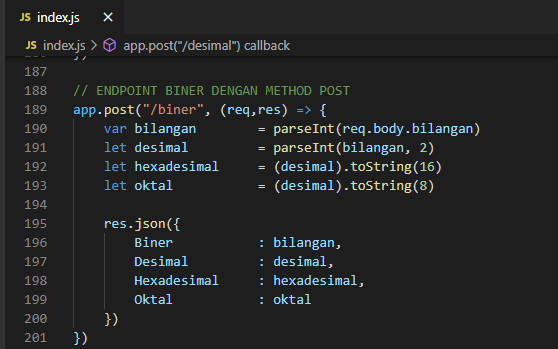 JS index.js ×
JS index.js > app.post("/desimal") callback
187
188 // ENDPOINT BINER DENGAN METHOD POST
189 app.post("/biner", (req,res) => {
190 var bilangan = parseInt(req.body.bilangan)
191 let desimal = parseInt(bilangan, 2)
192 let hexadesimal = (desimal).toString(16)
193 let oktal = (desimal).toString(8)
194
195 res.json({
196 Biner : bilangan,
197 Desimal : desimal,
198 Hexadesimal : hexadesimal,
199 Oktal : oktal
200 })
201 })